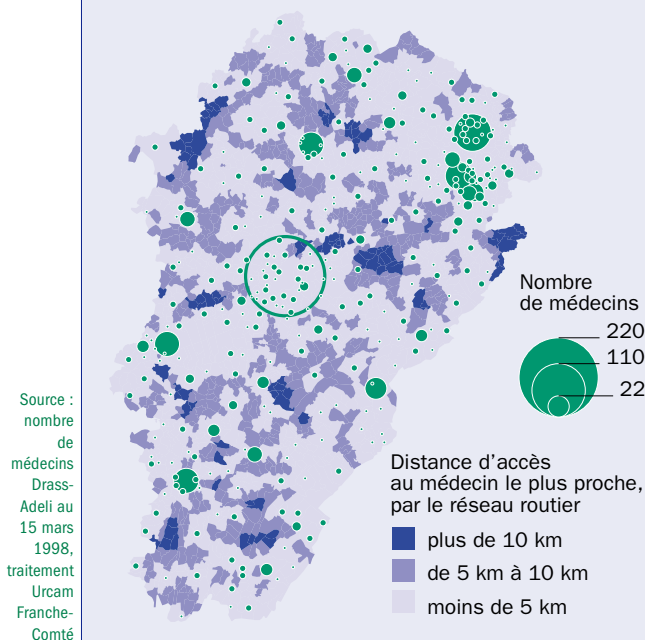 Nombre
de médecins
220
110
22
Source :
nombre
de
médecins
Drass-
Adeli au
15 mars
1998,
traitement
Urcam
Franche-
Comté
Distance d'accès
au médecin le plus proche,
par le réseau routier
plus de 10 km
de 5 km à 10 km
moins de 5 km